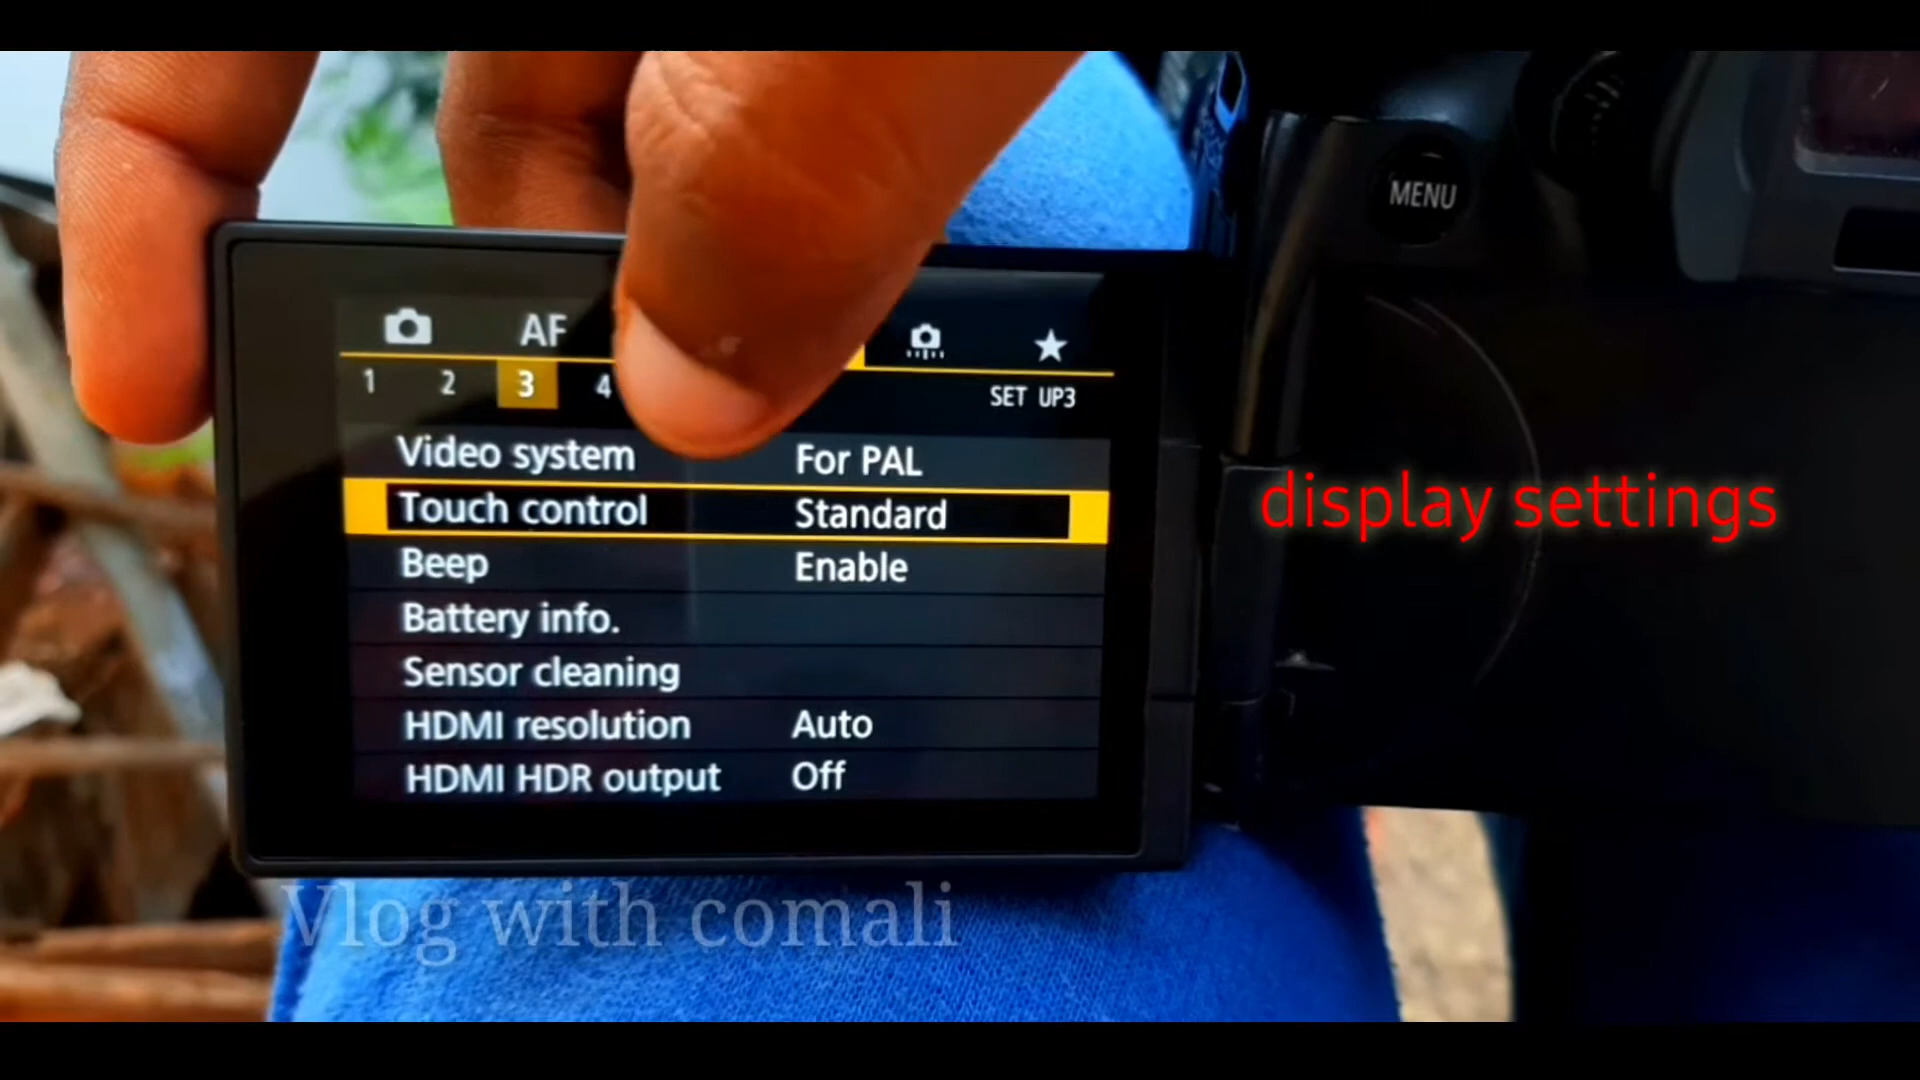 MENU
AF
1 2 3 4
SET UP3
Video system For PAL
Touch control Standard
Beep Enable
Battery info.
Sensor cleaning
HDMI resolution Auto
HDMI HDR output Off
display settings
Vlog with comali